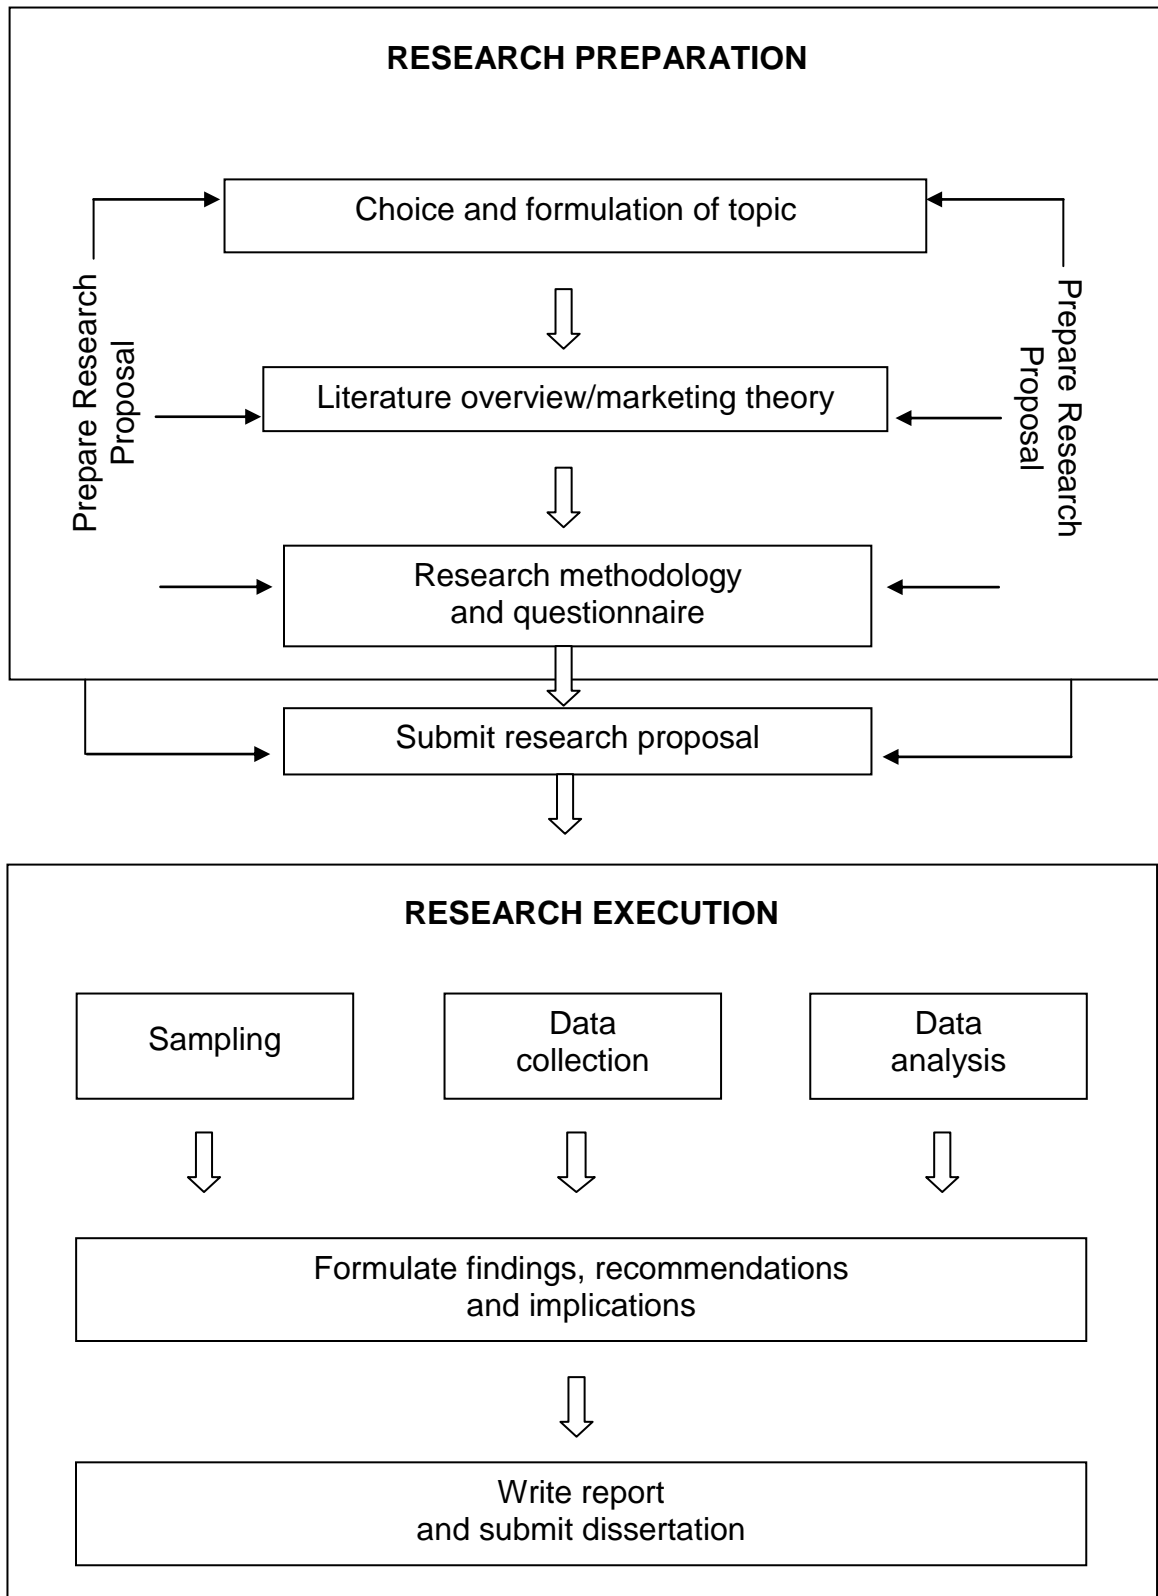 RESEARCH PREPARATION
Choice and formulation of topic
Prepare Research
Proposal
Prepare Research
Proposal
Literature overview/marketing theory
Research methodology
and questionnaire
Submit research proposal
RESEARCH EXECUTION
Sampling
Data
collection
Data
analysis
Formulate findings, recommendations
and implications
Write report
and submit dissertation